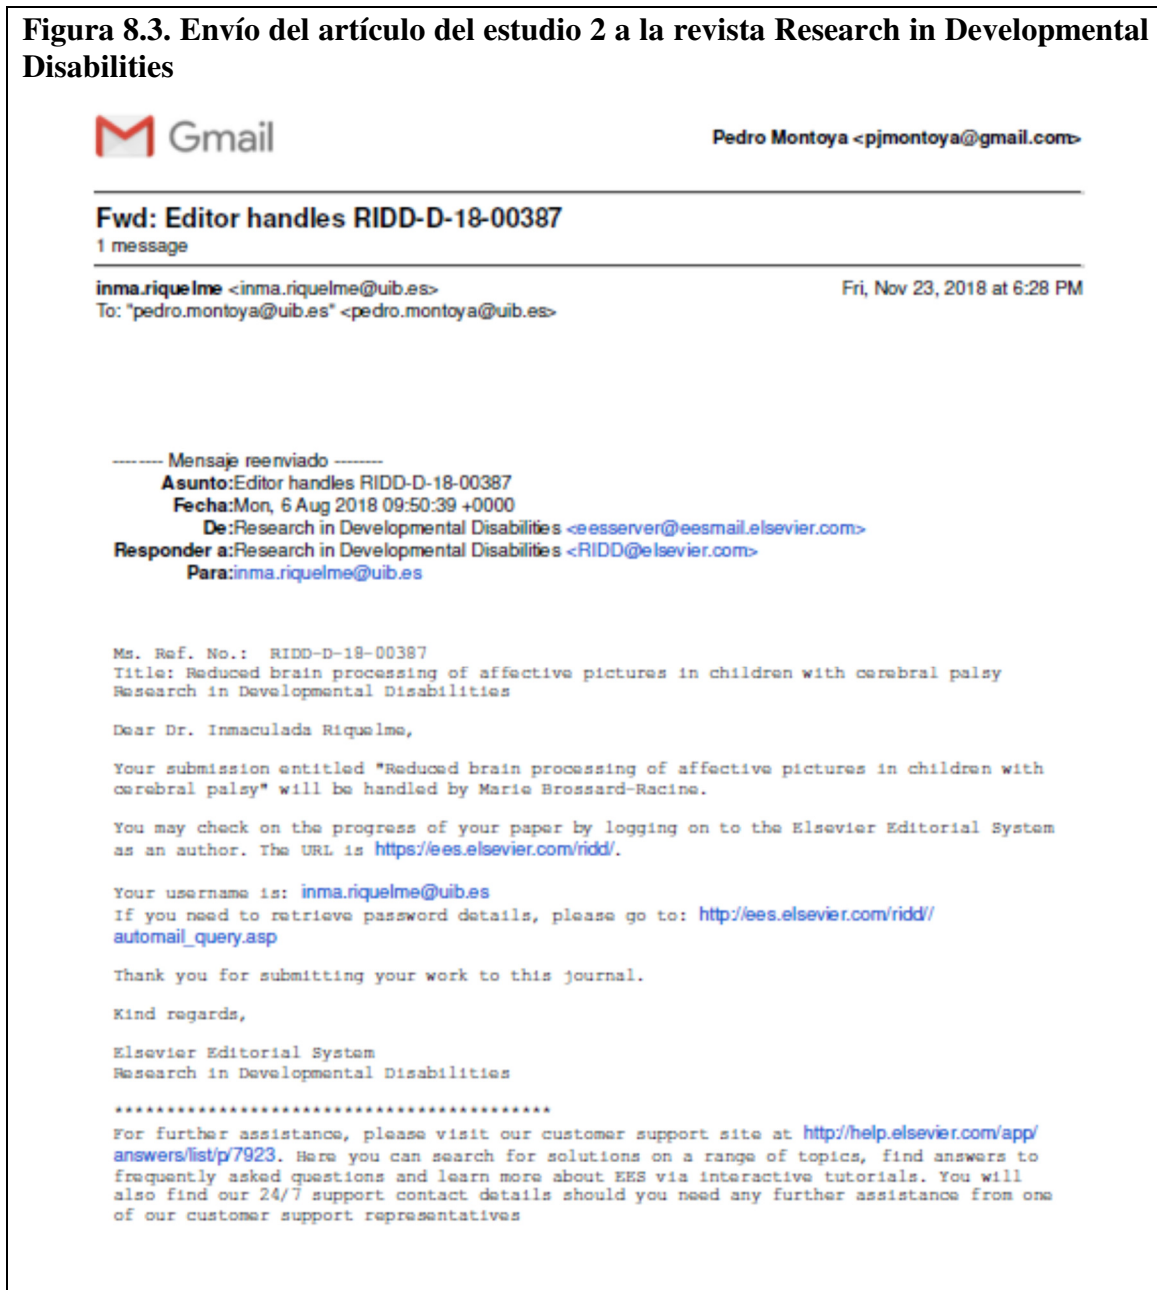 Figura 8.3. Envío del artículo del estudio 2 a la revista Research in Developmental
Disabilities
Gmail
Pedro Montoya <pjmontoya@gmail.com>
Fwd: Editor handles RIDD-D-18-00387
1 message
inma.riquelme <inma.riquelme@uib.es>
Fri, Nov 23, 2018 at 6:28 PM
To: "pedro.montoya@uib.es" <pedro.montoya@uib.es>
-------- Mensaje reenviado --------
Asunto:Editor handles RIDD-D-18-00387
Fecha:Mon, 6 Aug 2018 09:50:39 +0000
De:Research in Developmental Disabilities <eesserver@eesmail.elsevier.com>
Responder a:Research in Developmental Disabilities <RIDD@elsevier.com>
Para:inma.riquelme@uib.es
Ms. Ref. No.: RIDD-D-18-00387
Title: Reduced brain processing of affective pictures in children with cerebral palsy
Research in Developmental Disabilities
Dear Dr. Inmaculada Riquelme,
Your submission entitled "Reduced brain processing of affective pictures in children with
cerebral palsy" will be handled by Marie Brossard-Racine.
You may check on the progress of your paper by logging on to the Elsevier Editorial System
as an author. The URL is https://ees.elsevier.com/ridd/.
Your username is: inma.riquelme@uib.es
If you need to retrieve password details, please go to: http://ees.elsevier.com/ridd//
automail_query.asp
Thank you for submitting your work to this journal.
Kind regards,
Elsevier Editorial System
Research in Developmental Disabilities
******************************************
For further assistance, please visit our customer support site at http://help.elsevier.com/app/
answers/list/p/7923. Here you can search for solutions on a range of topics, find answers to
frequently asked questions and learn more about EES via interactive tutorials. You will
also find our 24/7 support contact details should you need any further assistance from one
of our customer support representatives